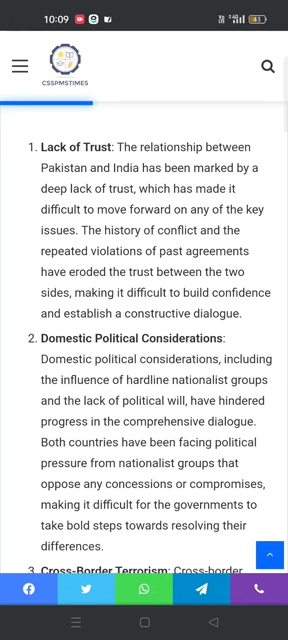 10:09
45
CSSPMSTIMES
1. Lack of Trust: The relationship between
Pakistan and India has been marked by a
deep lack of trust, which has made it
difficult to move forward on any of the key
issues. The history of conflict and the
repeated violations of past agreements
have eroded the trust between the two
sides, making it difficult to build confidence
and establish a constructive dialogue.
2. Domestic Political Considerations:
Domestic political considerations, including
the influence of hardline nationalist groups
and the lack of political will, have hindered
progress in the comprehensive dialogue.
Both countries have been facing political
pressure from nationalist groups that
oppose any concessions or compromises,
making it difficult for the governments to
take bold steps towards resolving their
differences.
3. Cross-Border Terrorism: Cross-border